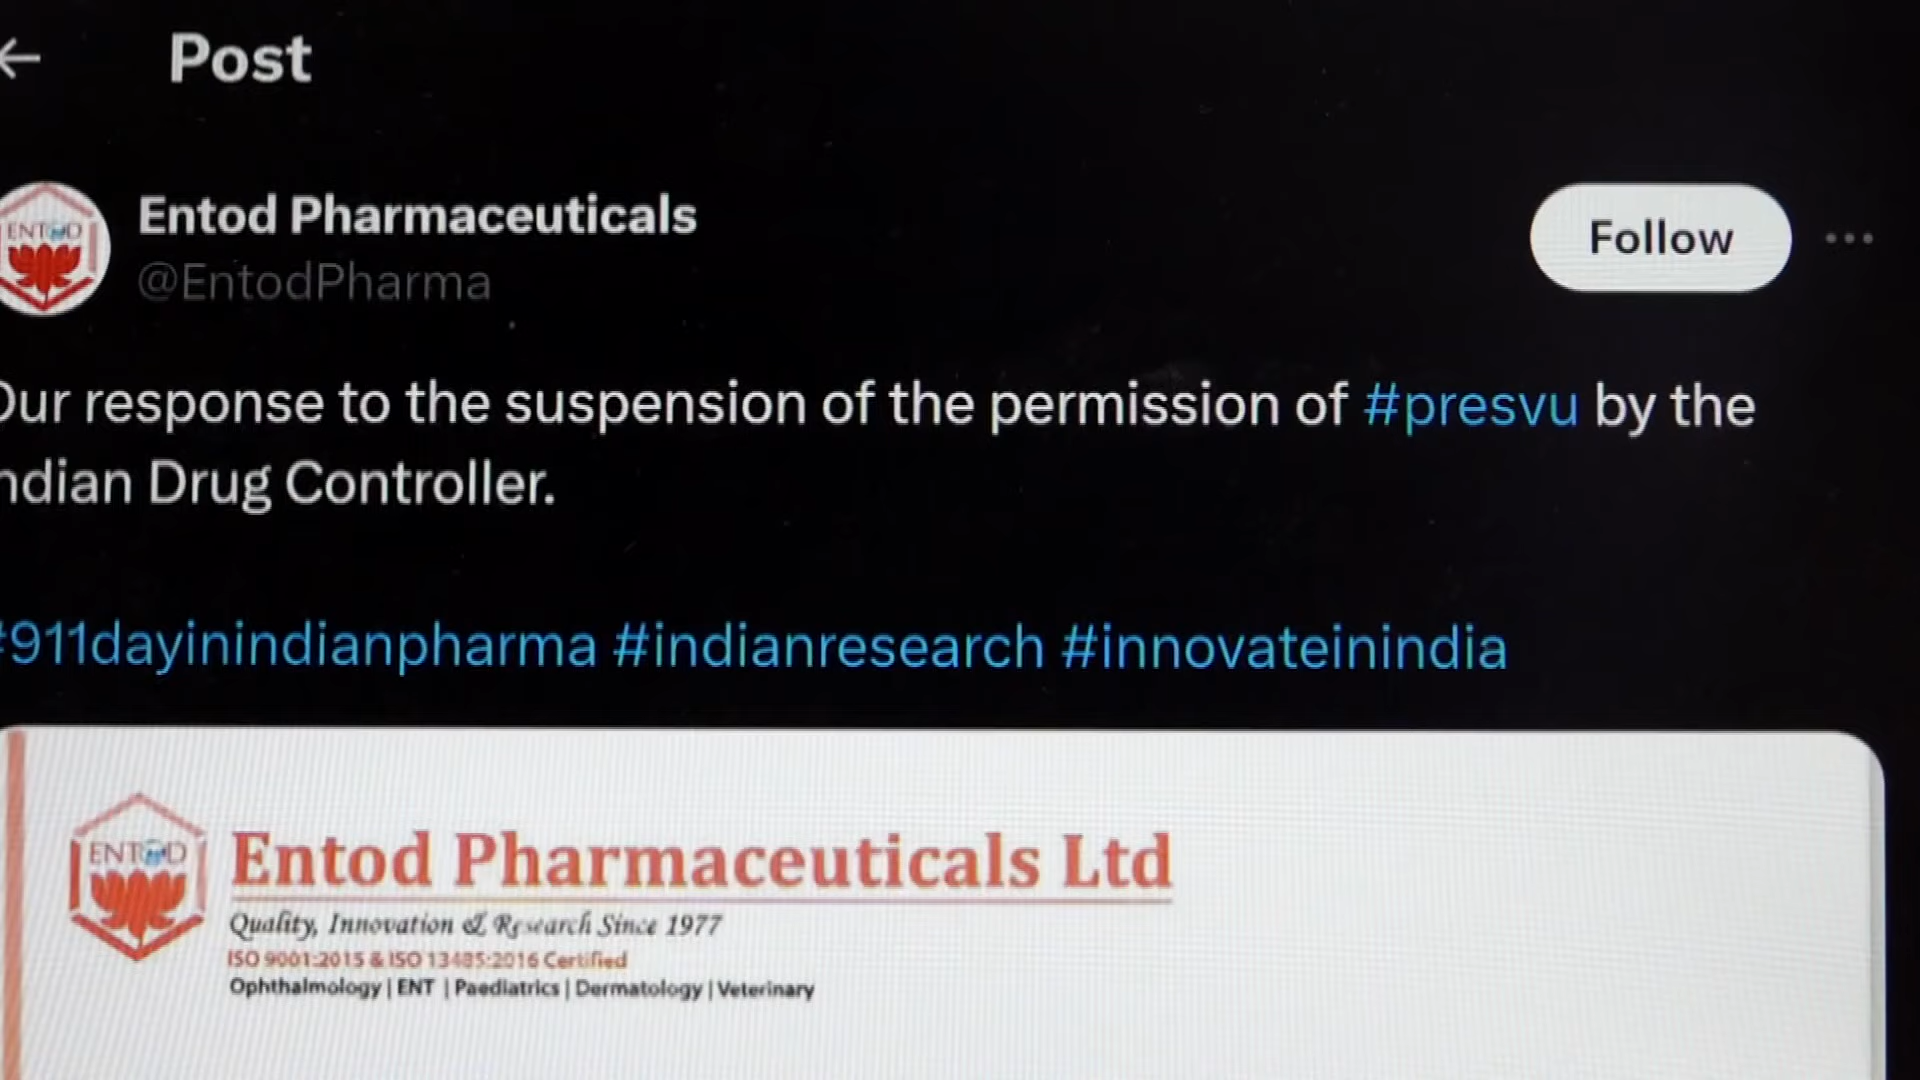 Post
Entod Pharmaceuticals
@EntodPharma
Follow
Our response to the suspension of the permission of #presvu by the
Indian Drug Controller.
#911dayinindianpharma #indianresearch #innovateinindia
ENTOD
ENTOD
Entod Pharmaceuticals Ltd
Quality, Innovation & Research Since 1977
ISO 9001:2015 & ISO 13485:2016 Certified
Ophthalmology | ENT | Paediatrics | Dermatology | Veterinary